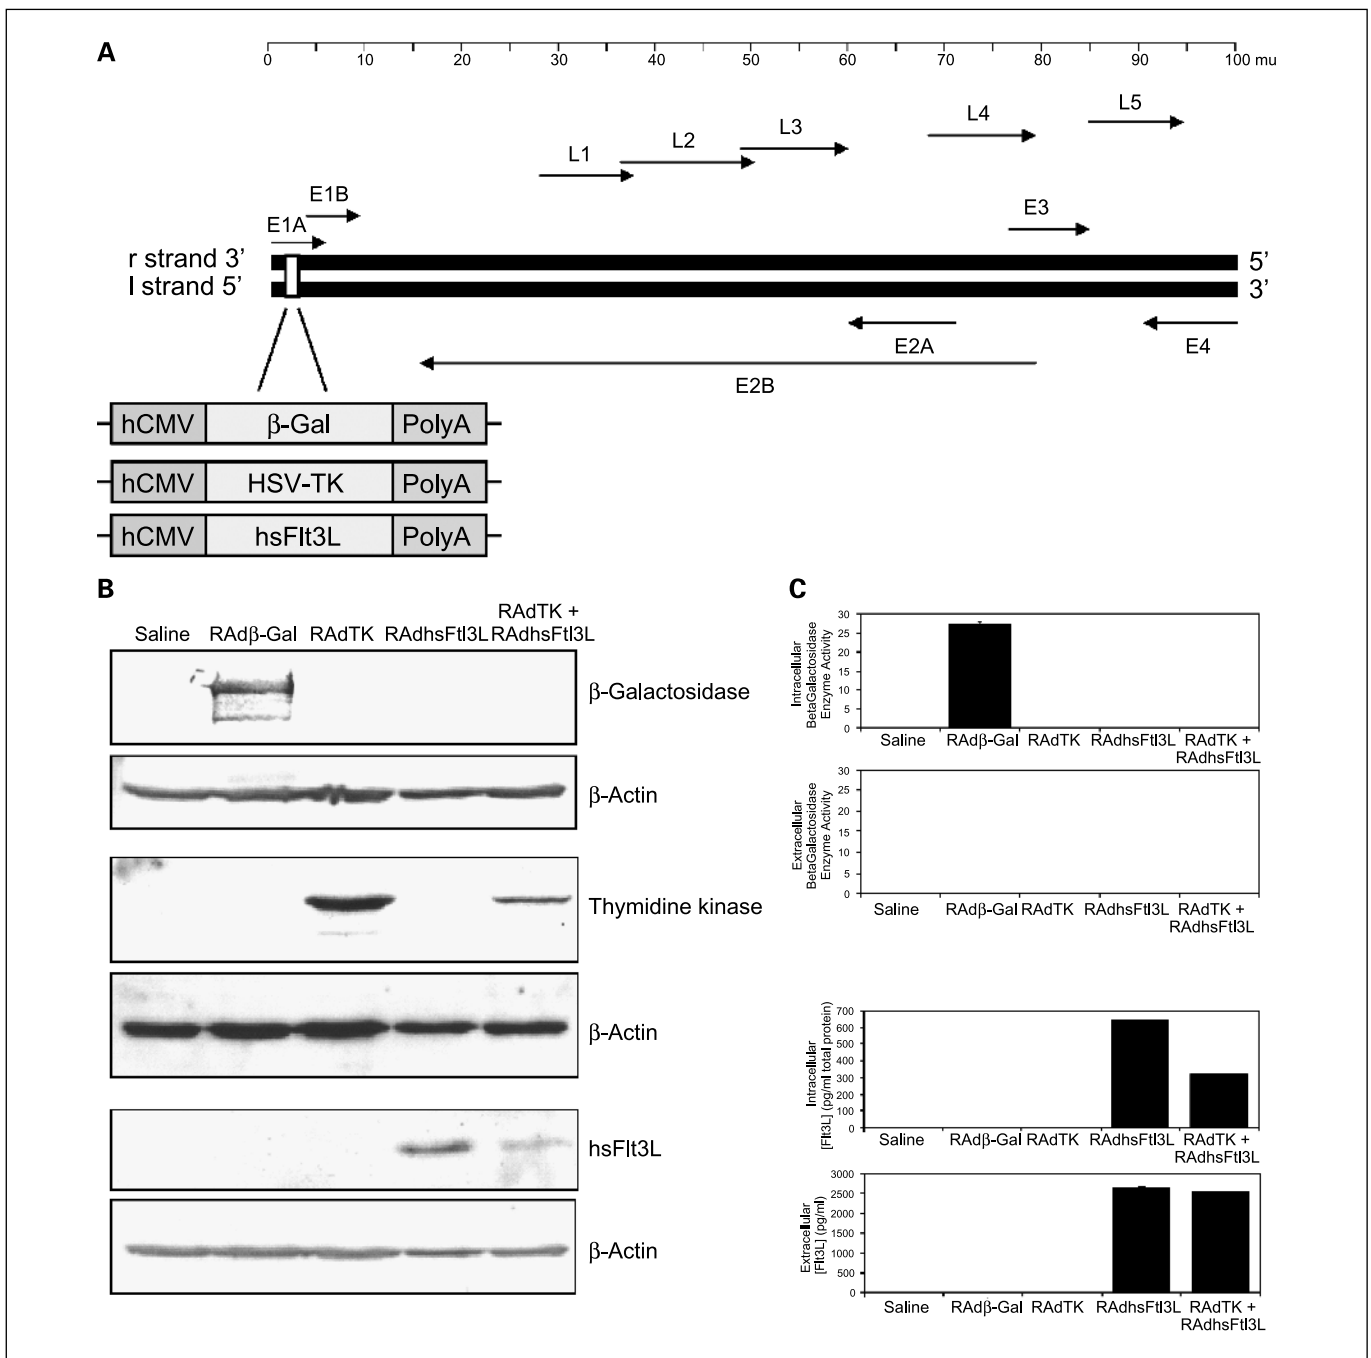 A
0 10 20 30 40 50 60 70 80 90 100 mu
L5
L4
L3
L2
L1
E1B
E3
E1A
r strand 3’ 5’
l strand 5’ 3’
E2A E4
E2B
hCMV β-Gal PolyA
hCMV HSV-TK PolyA
hCMV hsFlt3L PolyA
B
Saline RAdβ-Gal RAdTK RAdhsFtl3L RAdTK +
RAdhsFtl3L
β-Galactosidase
β-Actin
Thymidine kinase
β-Actin
hsFlt3L
β-Actin
C
Intracellular
BetaGalactosidase
Enzyme Activity
30
25
20
15
10
5
0
Saline RAdβ-Gal RAdTK RAdhsFtl3L RAdTK +
RAdhsFtl3L
Extracellular
BetaGalactosidase
Enzyme Activity
30
25
20
15
10
5
0
Saline RAdβ-Gal RAdTK RAdhsFtl3L RAdTK +
RAdhsFtl3L
Intracellular
[Flt3L] (pg/ml total protein)
700
600
500
400
300
200
100
0
Saline RAdβ-Gal RAdTK RAdhsFtl3L RAdTK +
RAdhsFtl3L
Extracellular
[Flt3L] (pg/ml)
3000
2500
2000
1500
1000
500
0
Saline RAdβ-Gal RAdTK RAdhsFtl3L RAdTK +
RAdhsFtl3L